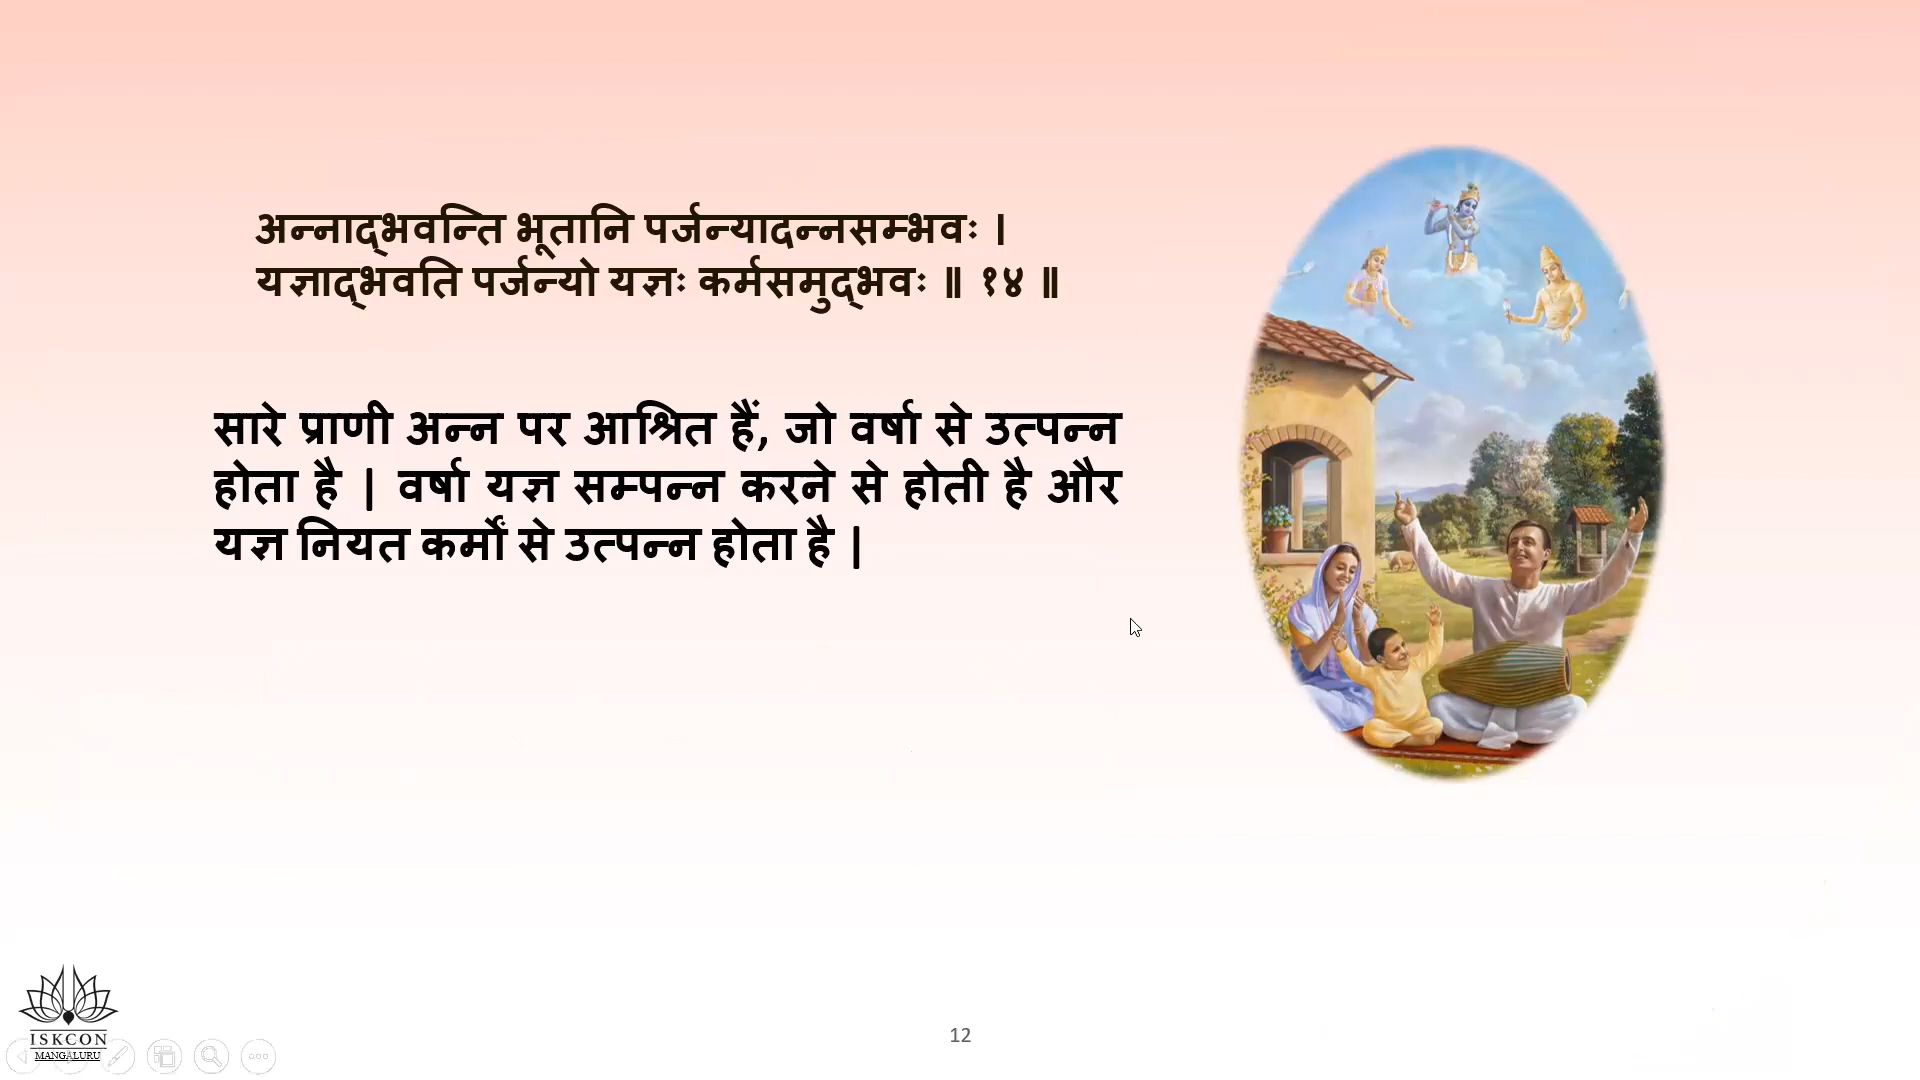 अन्नाद्भवन्ति भूतानि पर्जन्यादन्नसम्भवः ।
यज्ञाद्भवति पर्जन्यो यज्ञः कर्मसमुद्भवः ॥ १४ ॥
सारे प्राणी अन्न पर आश्रित हैं, जो वर्षा से उत्पन्न
होता है | वर्षा यज्ञ सम्पन्न करने से होती है और
यज्ञ नियत कर्मों से उत्पन्न होता है |
ISKCON
MANGALURU
12